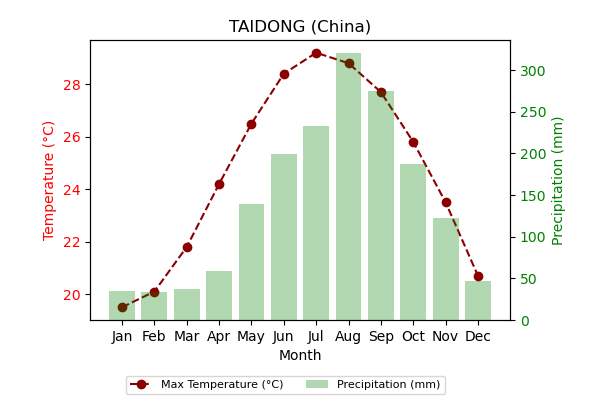 TAIDONG (China)
Temperature (°C)
28
26
24
22
20
300
250
200
150
100
50
0
Precipitation (mm)
Jan Feb Mar Apr May Jun Jul Aug Sep Oct Nov Dec
Month
Max Temperature (°C) Precipitation (mm)